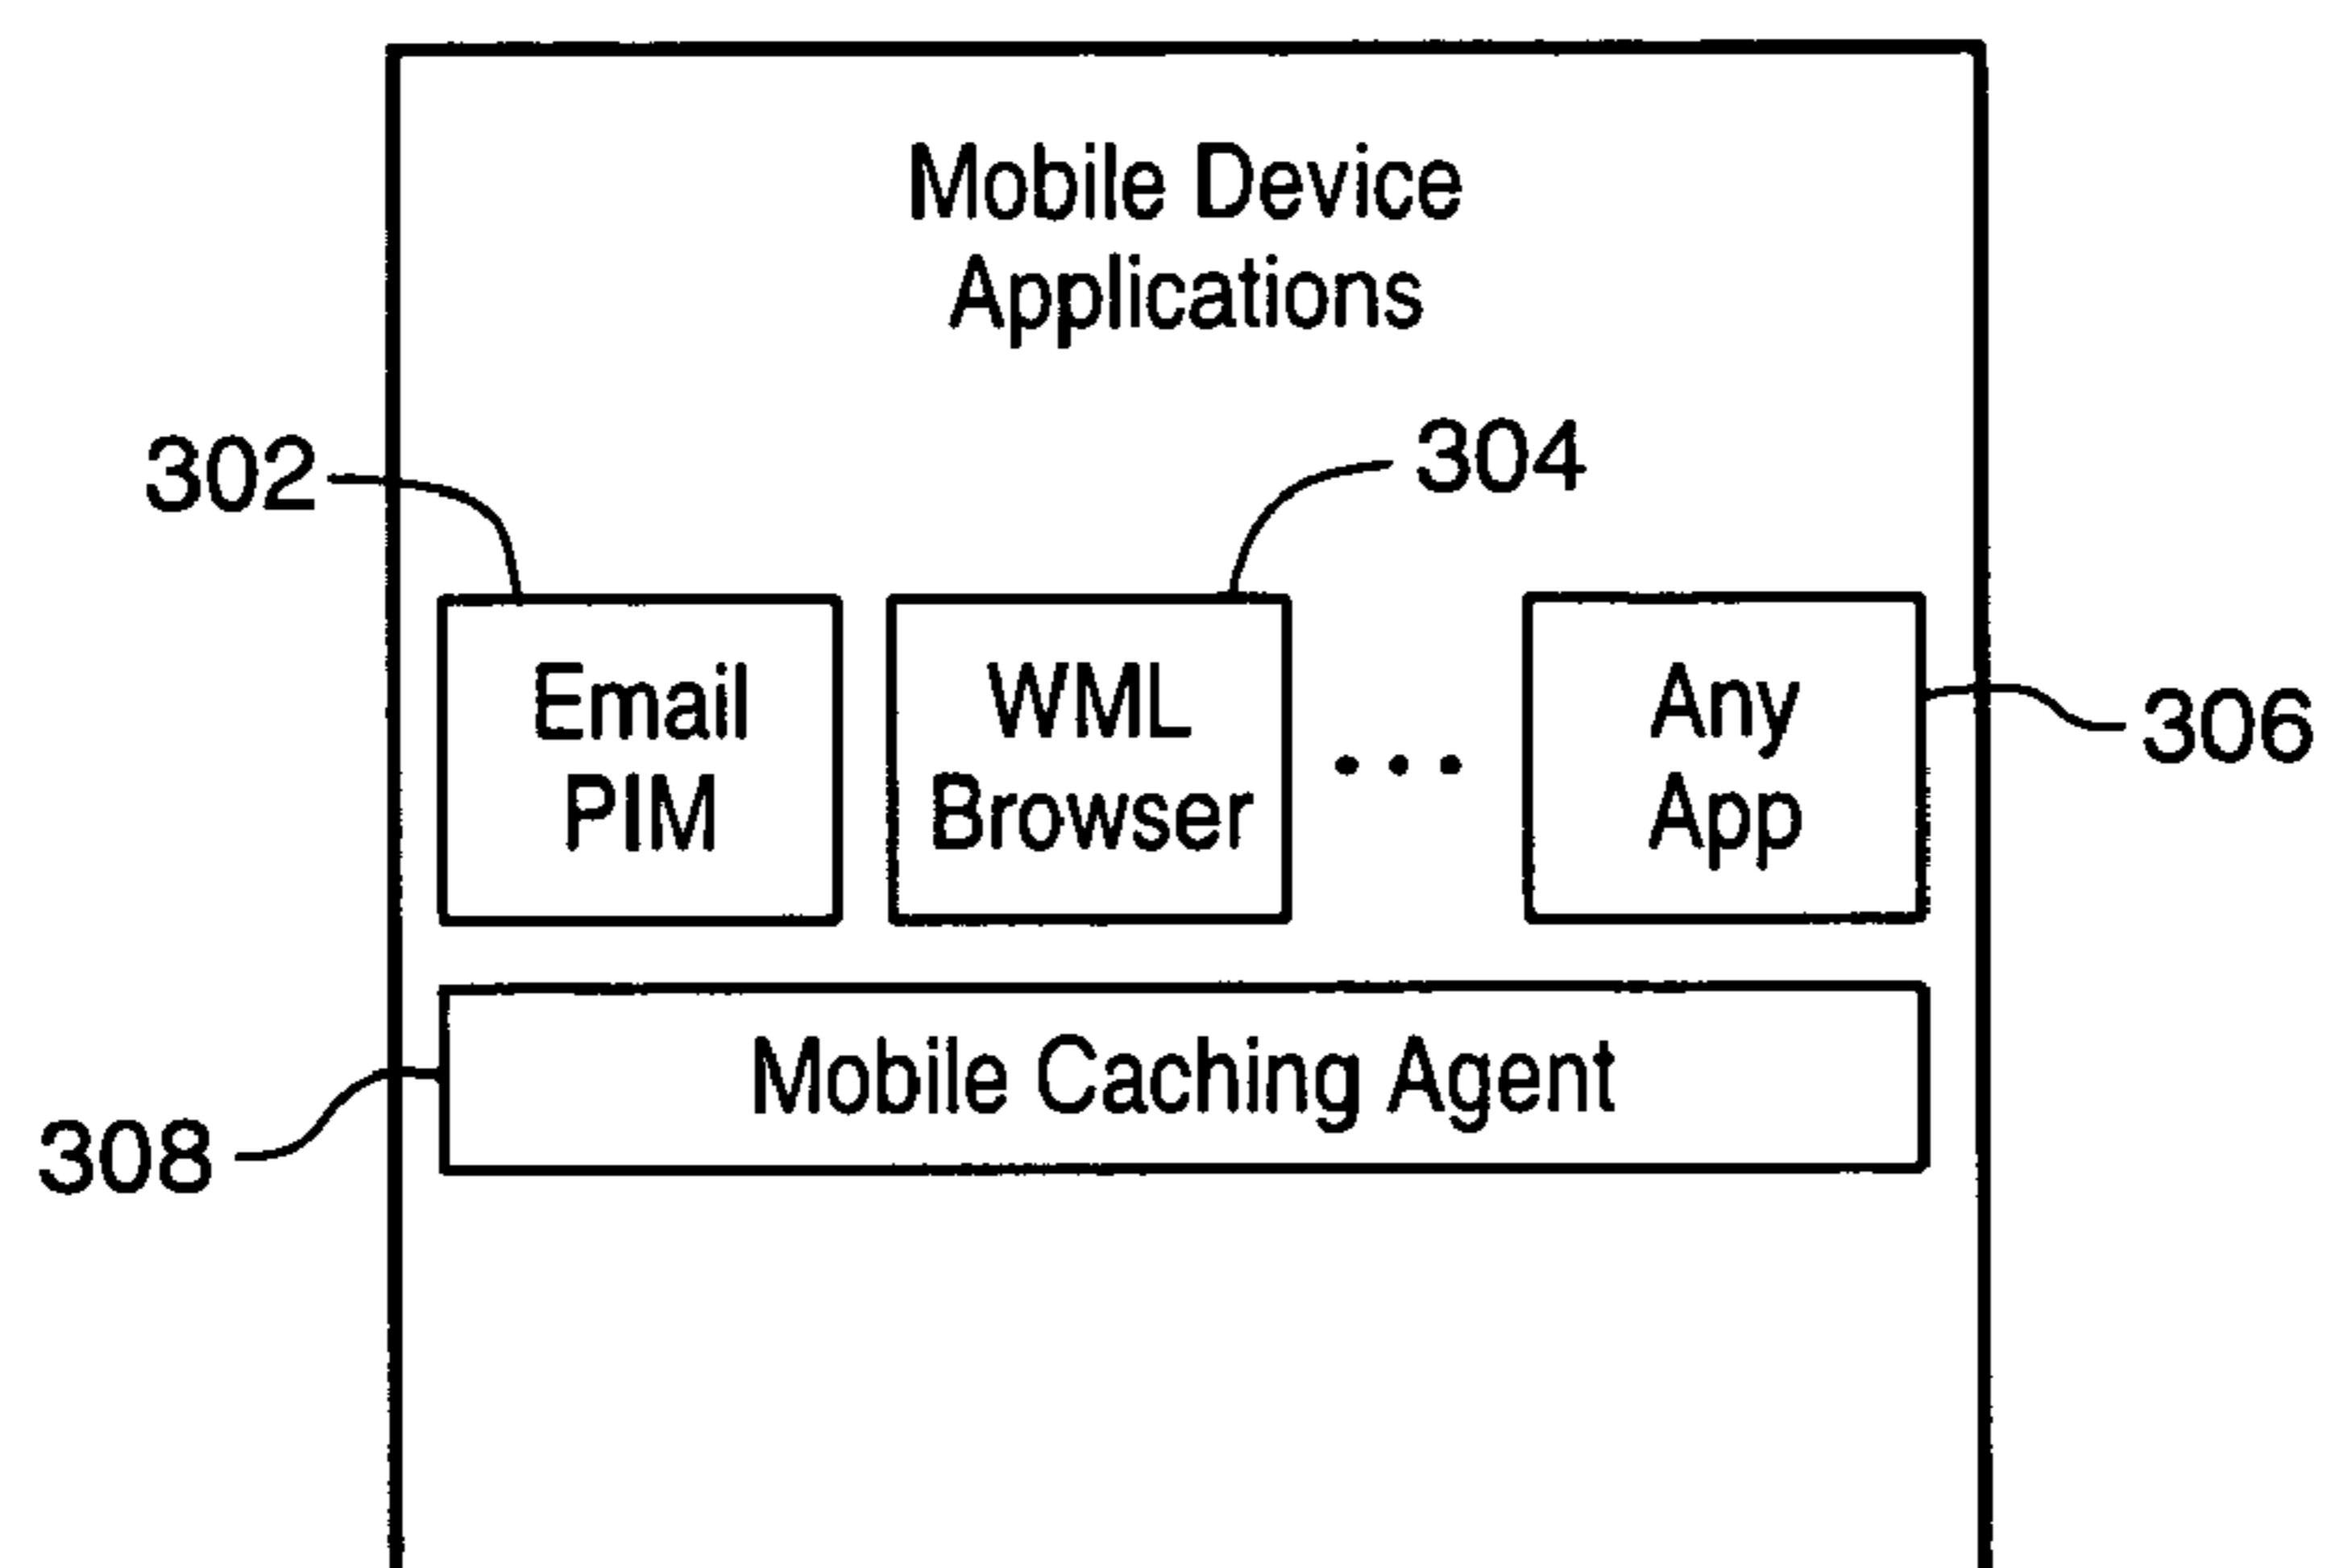 Mobile Device
Applications
302
304
Email
PIM
WML
Browser
...
Any
App
306
Mobile Caching Agent
308